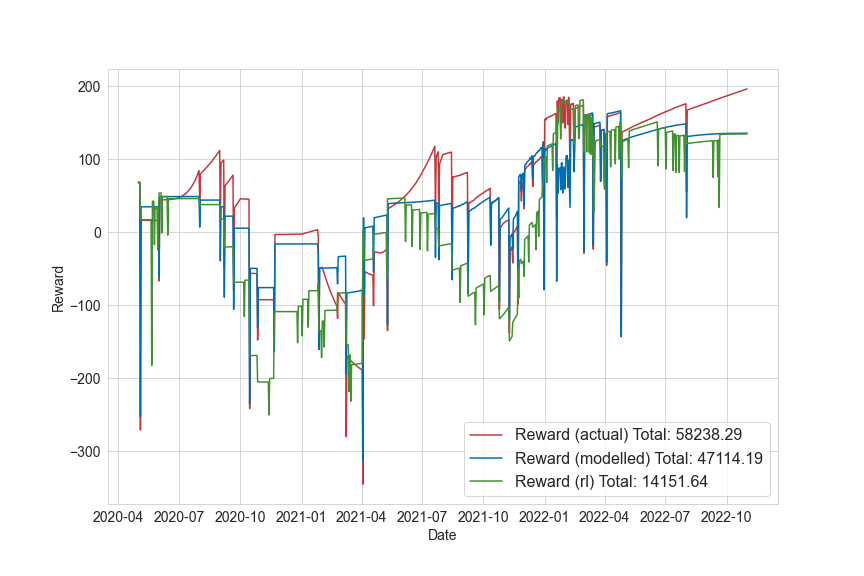 200
100
0
−100
−200
−300
Reward
Reward (actual) Total: 58238.29
Reward (modelled) Total: 47114.19
Reward (rl) Total: 14151.64
2020-04 2020-07 2020-10 2021-01 2021-04 2021-07 2021-10 2022-01 2022-04 2022-07 2022-10
Date